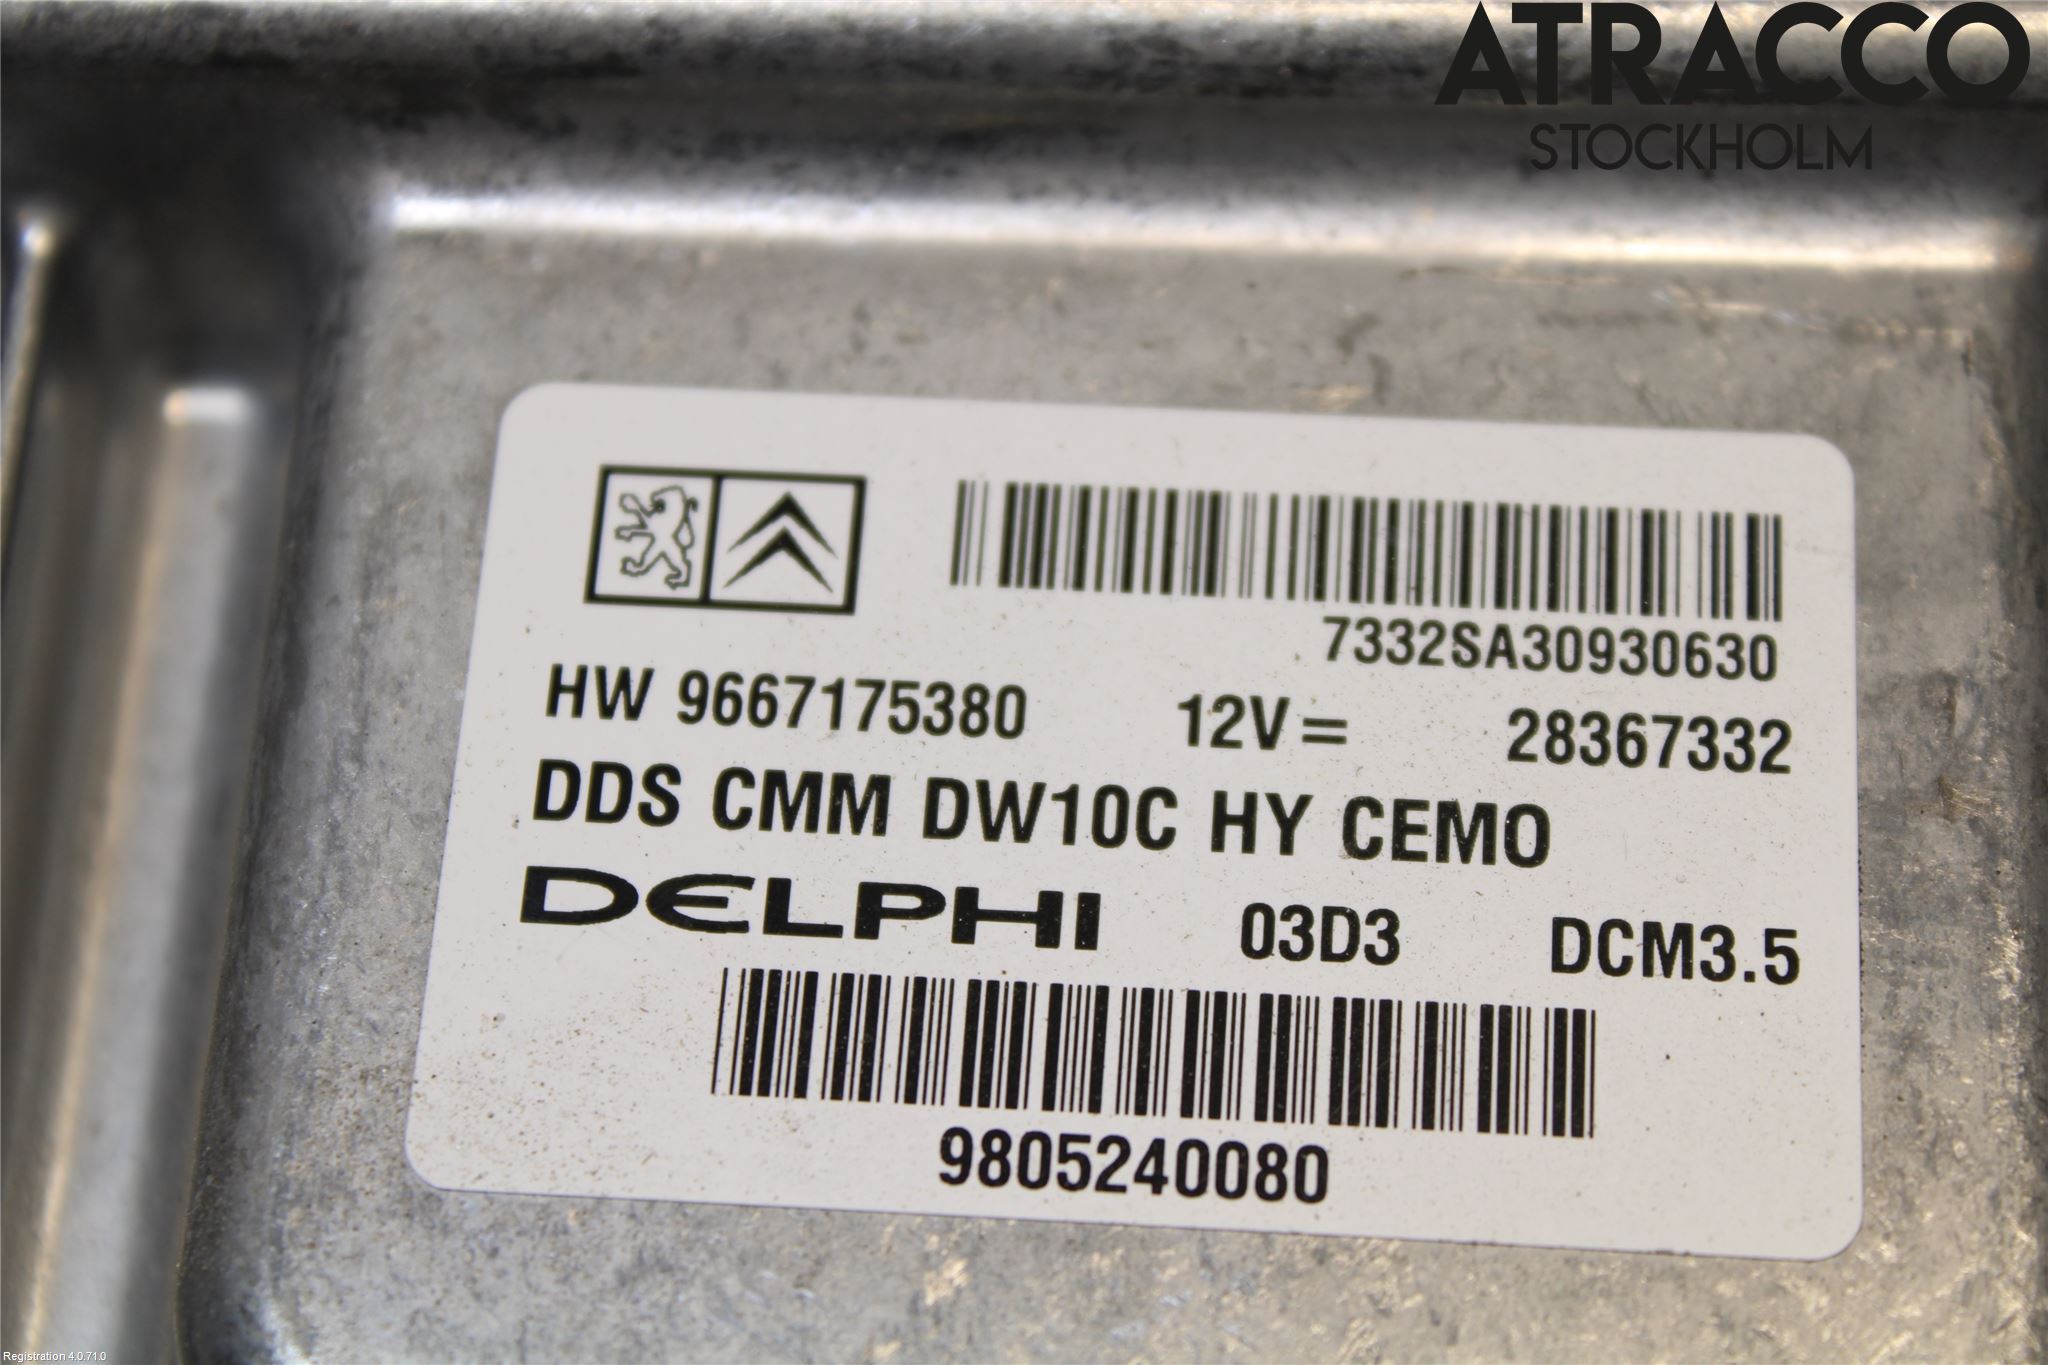 ATRACCO
STOCKHOLM
7332SA30930630
HW 9667175380 12V= 28367332
DDS CMM DW10C HY CEMO
DELPHI 03D3 DCM3.5
9805240080
Registration 4.0.71.0